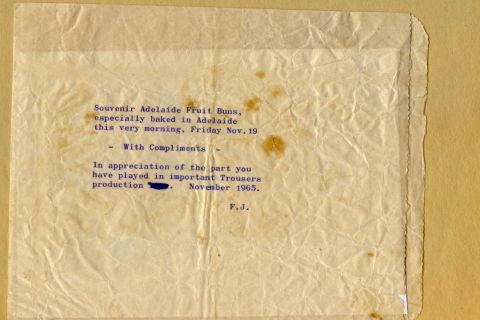 Souvenir Adelaide Fruit Buns,
especially baked in Adelaide
this very morning, Friday Nov.19
- With Compliments -
In appreciation of the part you
have played in important Trousers
production . November 1965.
F.J.